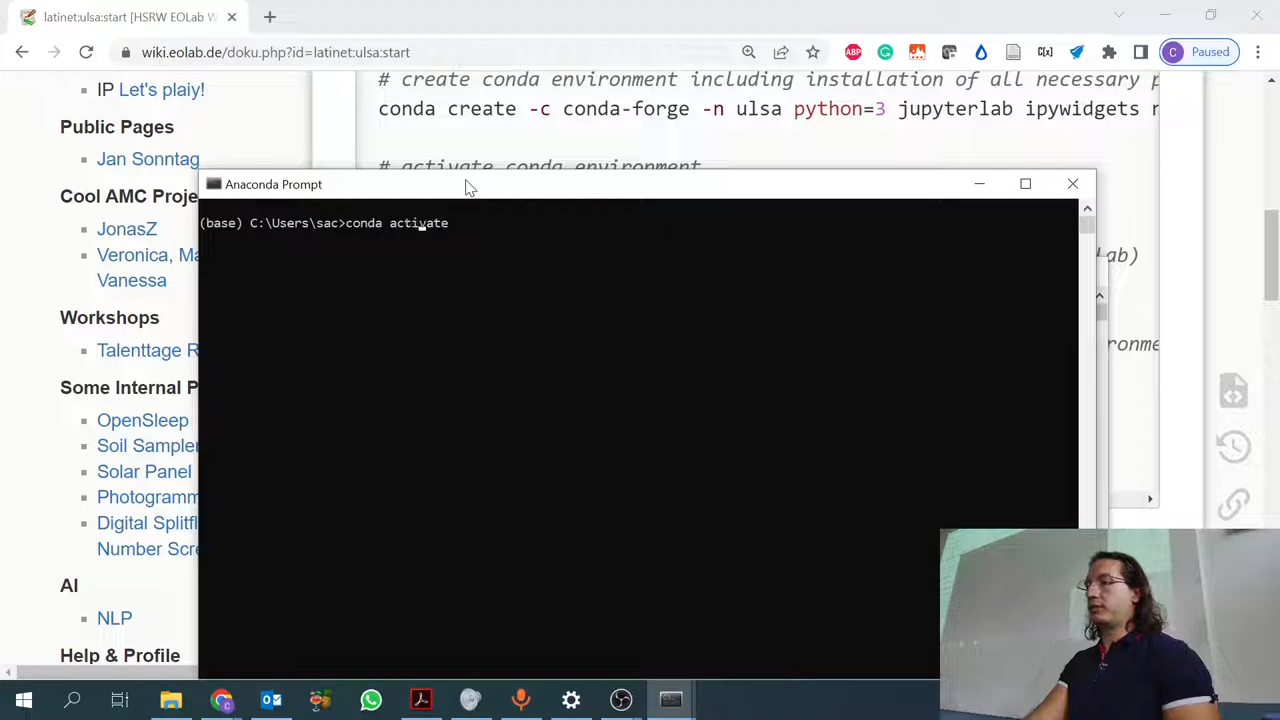 latinet:ulsa:start [HSRW EOLab W
wiki.eolab.de/doku.php?id=latinet:ulsa:start
ABP
C(x)
C Paused
IP Let's plaiy!
Public Pages
Jan Sonntag
Cool AMC Proje
JonasZ
Veronica, Ma
Vanessa
Workshops
Talenttage R
Some Internal P
OpenSleep
Soil Sampler
Solar Panel
Photogramm
Digital Splitfl
Number Scre
AI
NLP
Help & Profile
# create conda environment including installation of all necessary p
conda create -c conda-forge -n ulsa python=3 jupyterlab ipywidgets r
# activate conda environment
ab)
ronme
Anaconda Prompt
(base) C:\Users\sac>conda activate